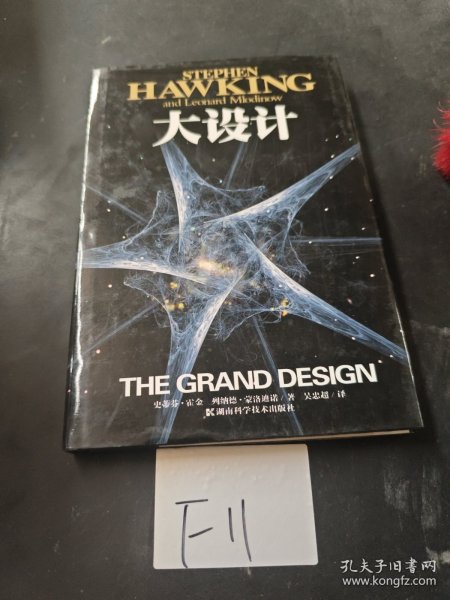 STEPHEN
HAWKING
and Leonard Mlodinow
大设计
THE GRAND DESIGN
史蒂芬·霍金 列纳德·蒙洛迪诺/著 吴忠超/译
湖南科学技术出版社
F-11
孔夫子旧书网
www.kongfz.com